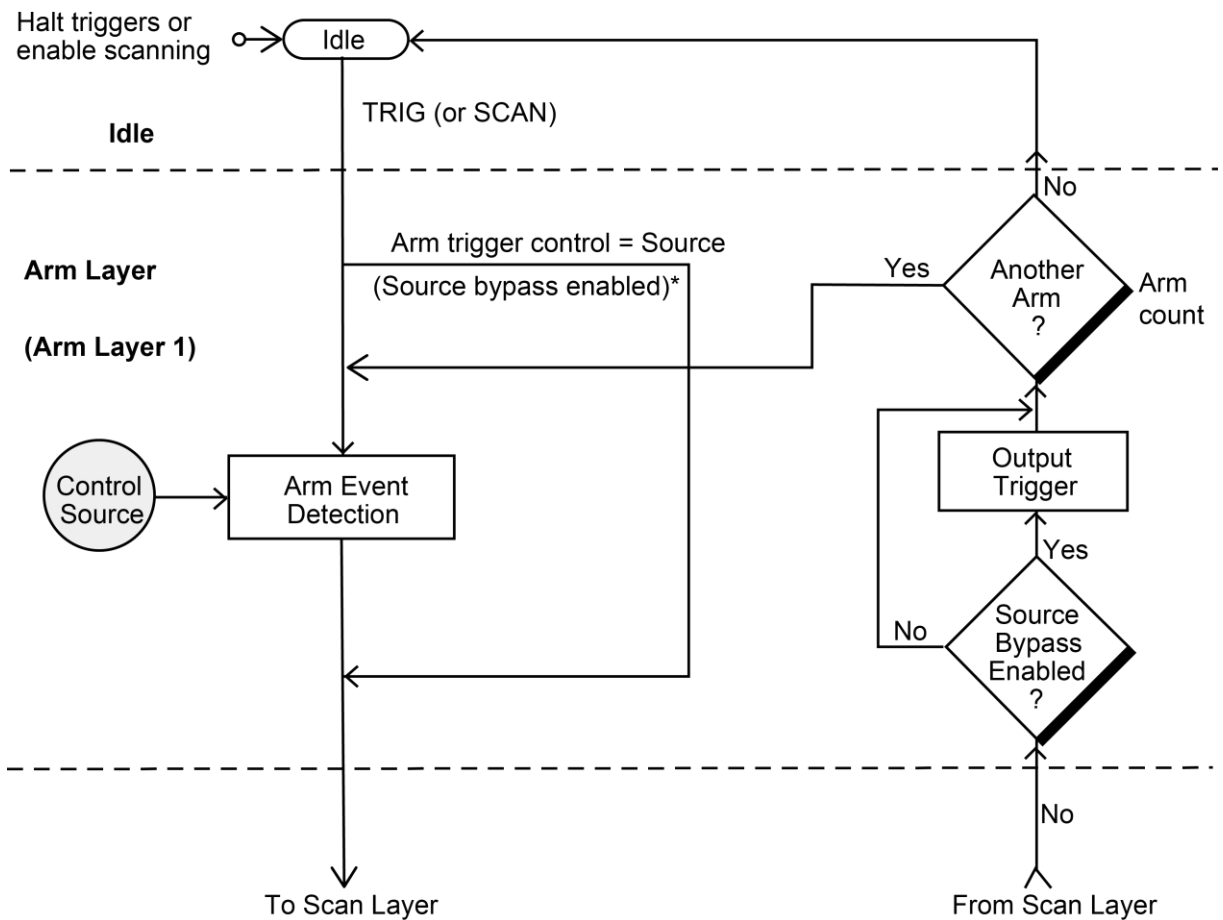 Halt triggers or
enable scanning
Idle
TRIG (or SCAN)
Idle
No
Arm trigger control = Source
(Source bypass enabled)*
Arm Layer
(Arm Layer 1)
Yes
Another
Arm
?
Arm
count
Control
Source
Arm Event
Detection
Output
Trigger
Yes
No
Source
Bypass
Enabled
?
No
To Scan Layer
From Scan Layer